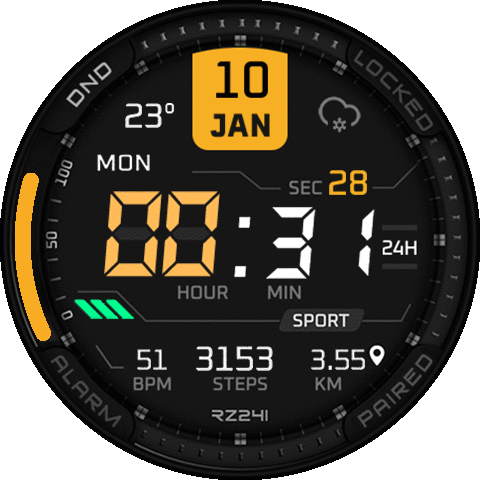 10
JAN
DND
LOCKED
23°
MON
SEC 28
100
50
0
00:31
24H
HOUR MIN
SPORT
51 3153 3.55
BPM STEPS KM
ALARM
PAIRED
RZ241